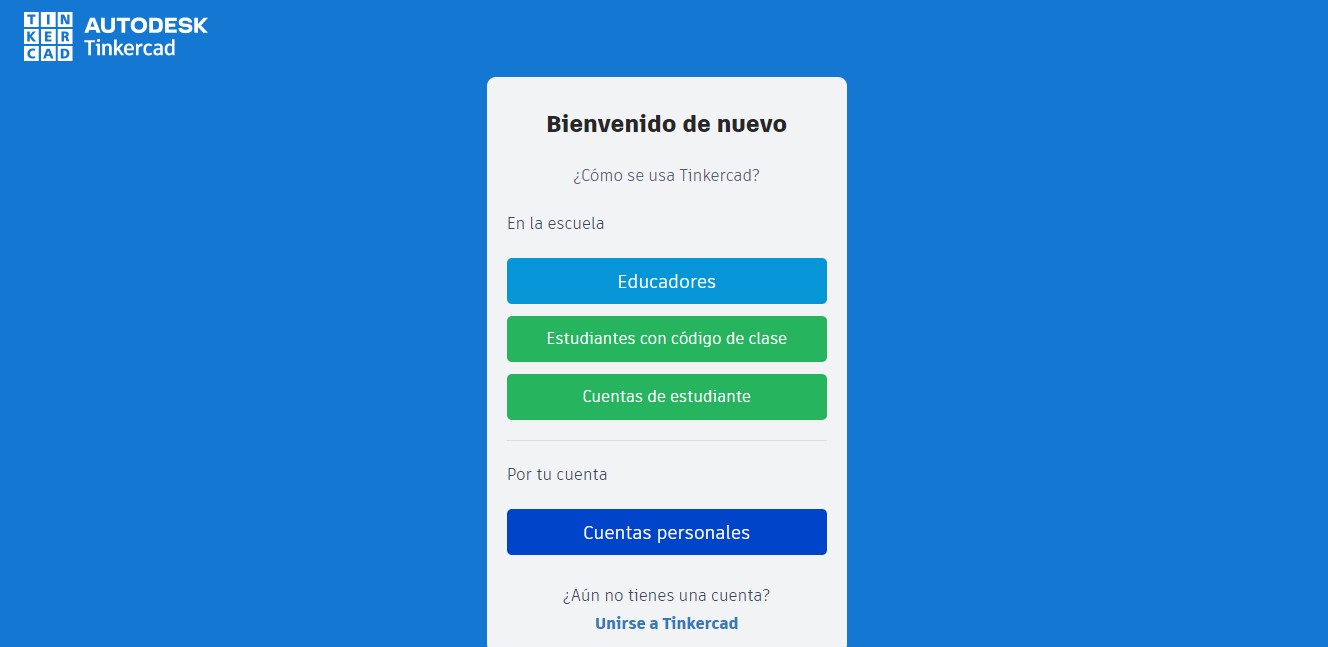 TIN
KER
CAD
AUTODESK
Tinkercad
Bienvenido de nuevo
¿Cómo se usa Tinkercad?
En la escuela
Educadores
Estudiantes con código de clase
Cuentas de estudiante
Por tu cuenta
Cuentas personales
¿Aún no tienes una cuenta?
Unirse a Tinkercad